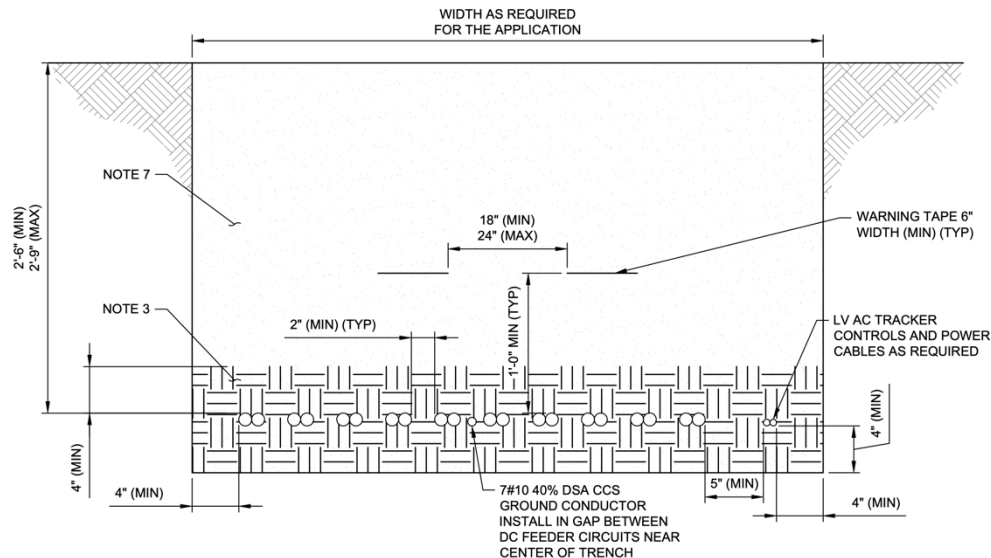 WIDTH AS REQUIRED
FOR THE APPLICATION
NOTE 7
18" (MIN)
24" (MAX)
WARNING TAPE 6"
WIDTH (MIN) (TYP)
2'-6" (MIN)
2'-9" (MAX)
NOTE 3
2" (MIN) (TYP)
1'-0" MIN (TYP)
LV AC TRACKER
CONTROLS AND POWER
CABLES AS REQUIRED
4" (MIN)
4" (MIN)
4" (MIN)
7#10 40% DSA CCS
GROUND CONDUCTOR
INSTALL IN GAP BETWEEN
DC FEEDER CIRCUITS NEAR
CENTER OF TRENCH
5" (MIN)
4" (MIN)